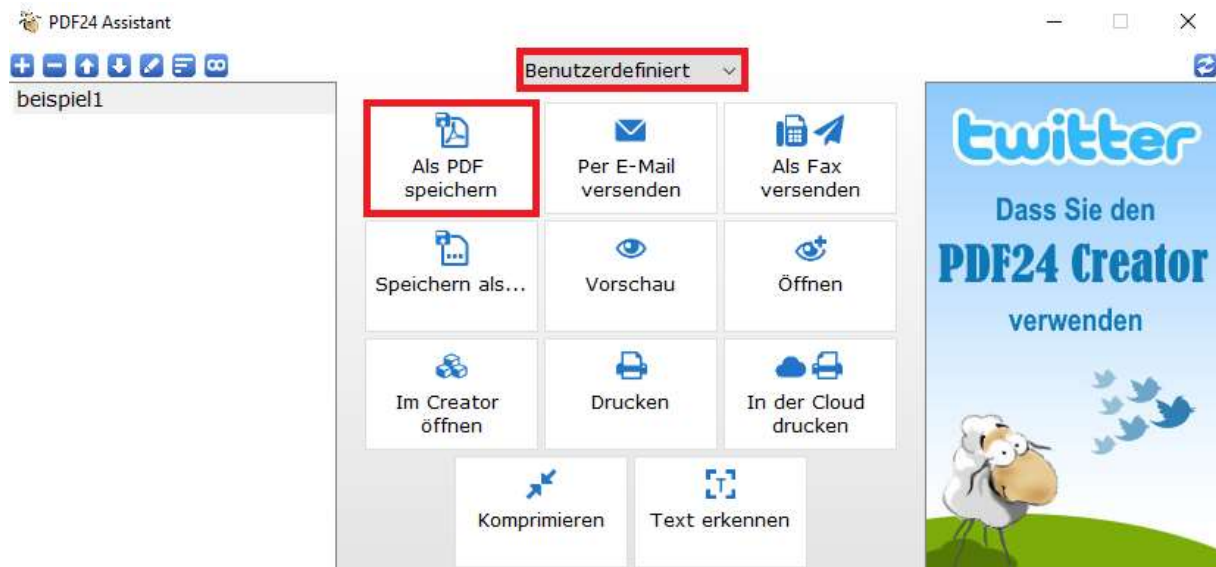 PDF24 Assistant
Benutzerdefiniert
beispiel1
Als PDF
speichern
Per E-Mail
versenden
Als Fax
versenden
Speichern als...
Vorschau
Öffnen
Im Creator
öffnen
Drucken
In der Cloud
drucken
Komprimieren
Text erkennen
twitter
Dass Sie den
PDF24 Creator
verwenden